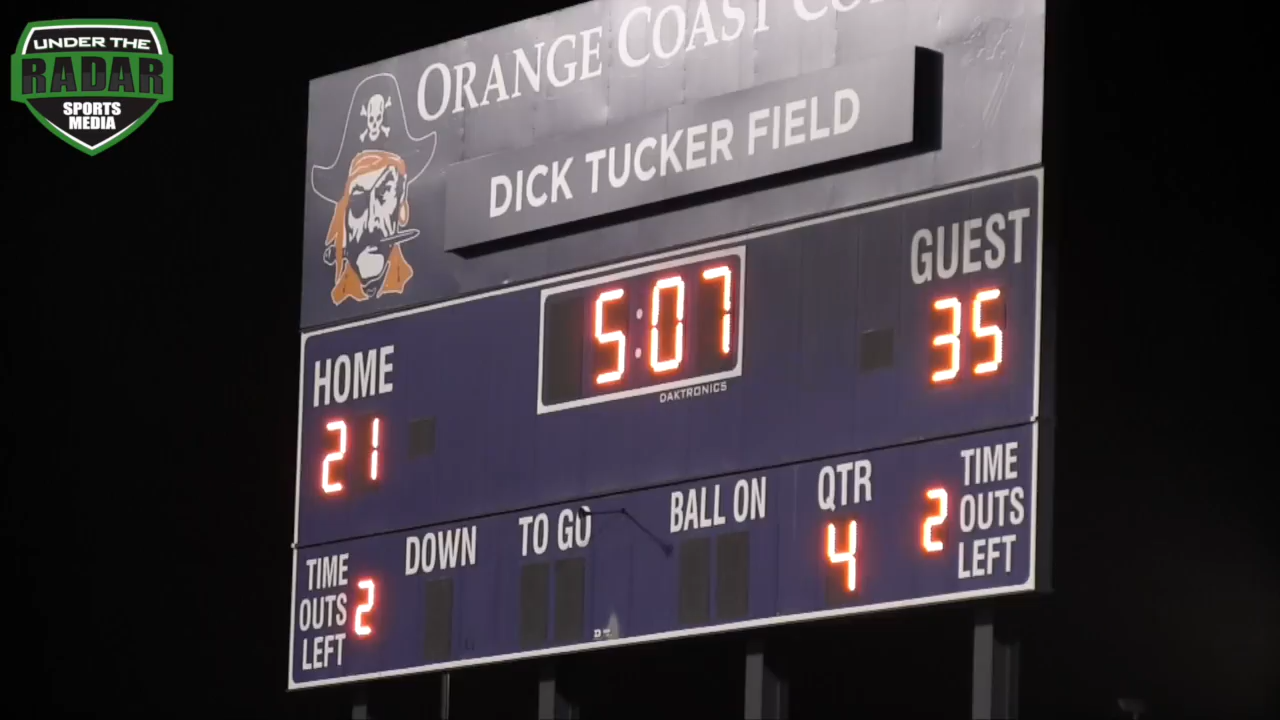 UNDER THE
RADAR
SPORTS
MEDIA
ORANGE COAST
DICK TUCKER FIELD
GUEST
5:07
35
DAKTRONICS
HOME
21
DOWN
TO GO
BALL ON
QTR
4
2
TIME
OUTS
LEFT
TIME
OUTS
LEFT
2